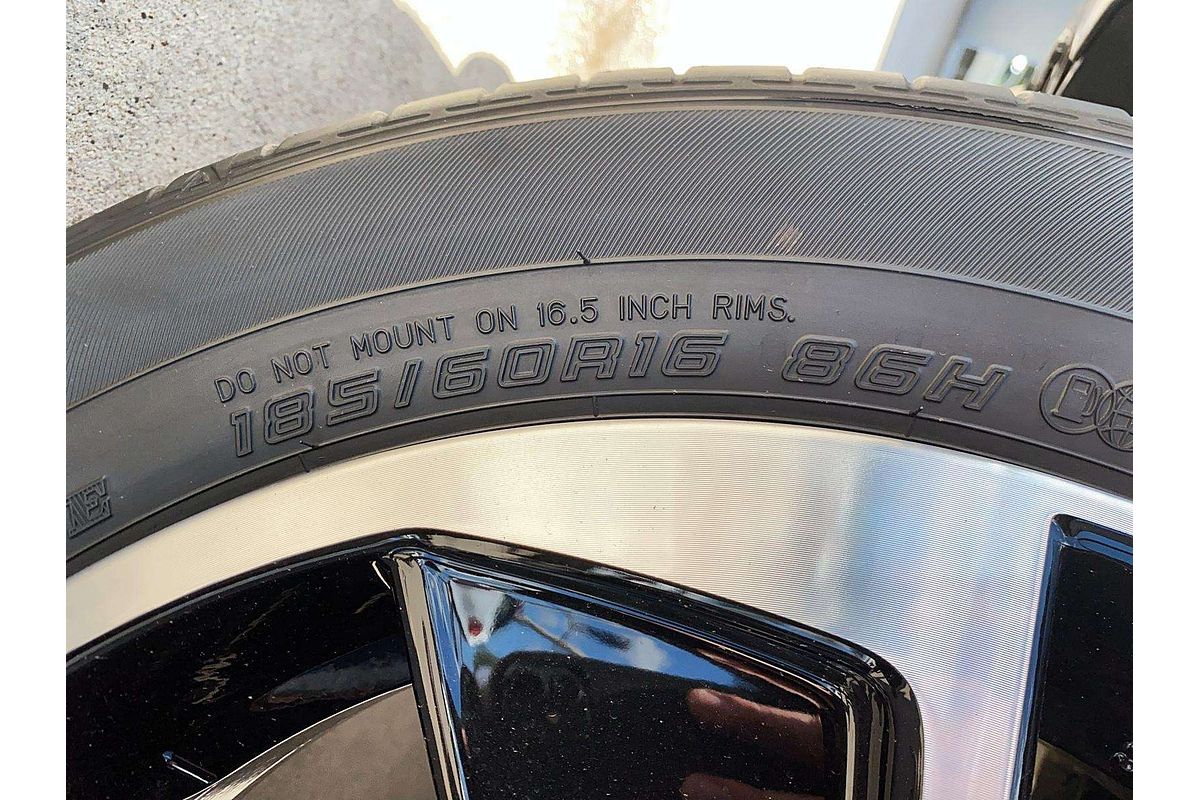 DO NOT MOUNT ON 16.5 INCH RIMS.
185/60R16 86H